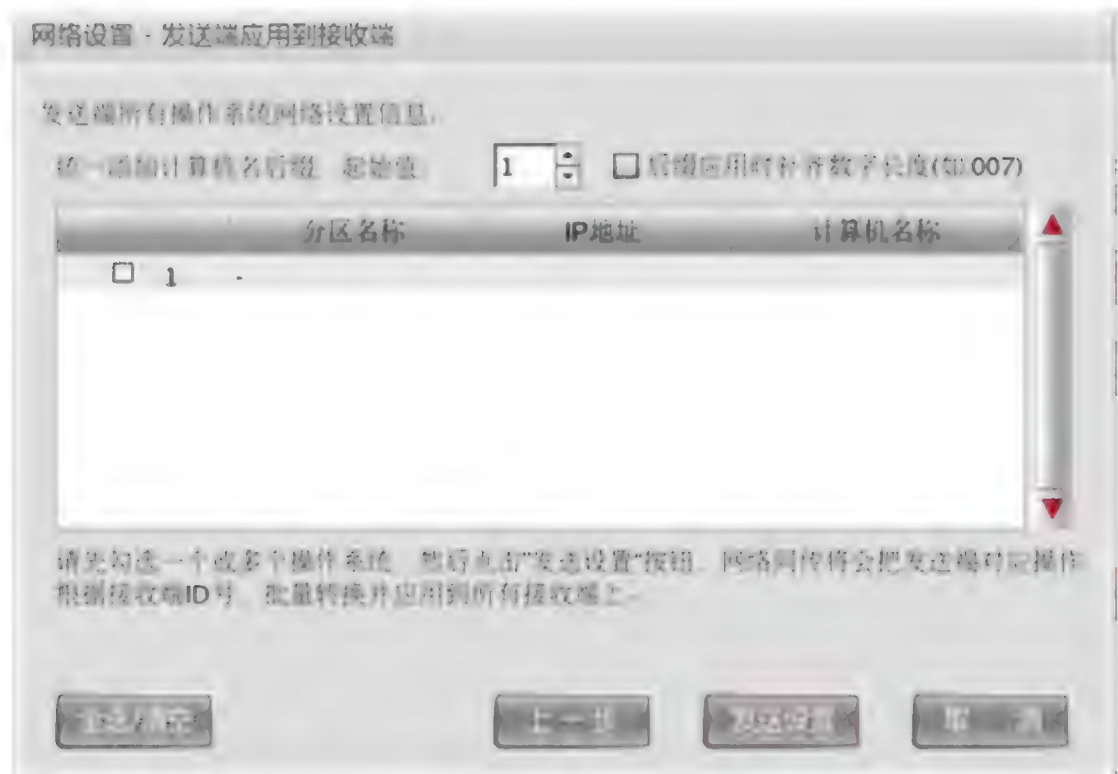 网络设置 - 发送端应用到接收端
发送端所有操作系统网络设置信息:
统一添加计算机名后缀 起始值: 1 后缀应用时补齐数字长度(如:007)
分区名称 IP地址 计算机名称
1 -
请先勾选一个或多个操作系统，然后点击"发送设置"按钮，网络同传将会把发送端对应操作
根据接收端ID号，批量转换并应用到所有接收端上。
全选/清空 上一步 发送设置 取 消